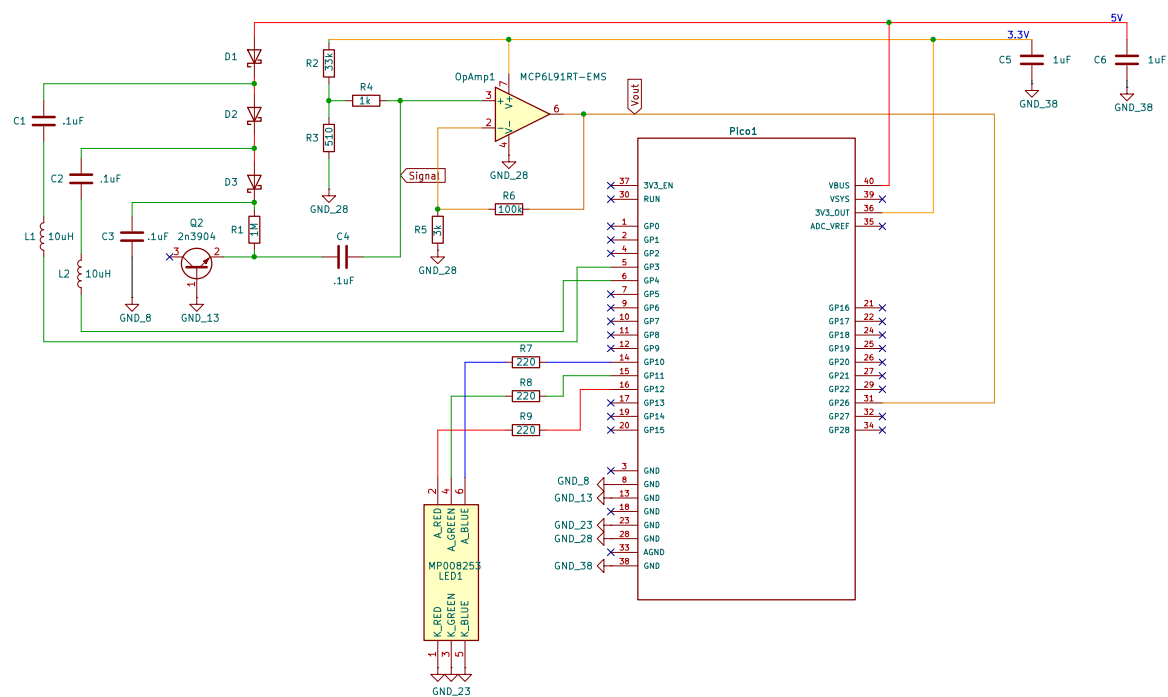 5V
3.3V
D1
R2
33k
OpAmp1
MCP6L91RT-EMS
C5
1uF
C6
1uF
R4
1k
7
V+
3
+
6
Vout
GND_38
GND_38
C1
.1uF
D2
2
-
V-
4
Pico1
R3
510
GND_28
C2
.1uF
D3
Signal
37
3V3_EN
VBUS
40
30
RUN
VSYS
39
R6
100k
3V3_OUT
36
GND_28
1
GP0
ADC_VREF
35
Q2
2n3904
R1
1M
R5
3k
2
GP1
L1
10uH
C3
.1uF
C4
.1uF
4
GP2
3
2
1
5
GP3
GND_28
L2
10uH
6
GP4
7
GP5
9
GP6
GP16
21
GND_8
GND_13
10
GP7
GP17
22
11
GP8
GP18
24
12
GP9
GP19
25
R7
220
14
GP10
GP20
26
15
GP11
GP21
27
R8
220
16
GP12
GP22
29
17
GP13
GP26
31
R9
220
19
GP14
GP27
32
20
GP15
GP28
34
3
GND
GND_8
8
GND
GND_13
13
GND
18
GND
GND_23
23
GND
GND_28
28
GND
33
AGND
GND_38
38
GND
2
4
6
A_RED
A_GREEN
A_BLUE
MP008253
LED1
K_RED
K_GREEN
K_BLUE
1
3
5
GND_23